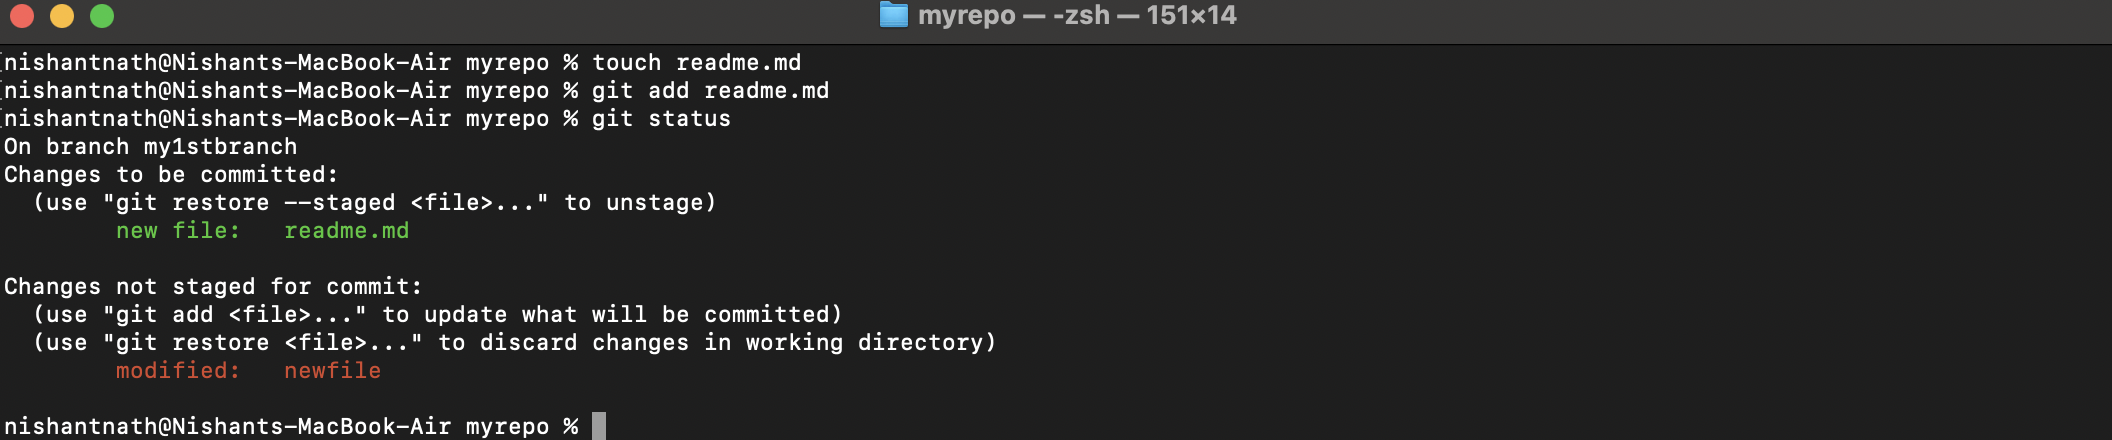 myrepo — -zsh — 151×14
nishantnath@Nishants-MacBook-Air myrepo % touch readme.md
nishantnath@Nishants-MacBook-Air myrepo % git add readme.md
nishantnath@Nishants-MacBook-Air myrepo % git status
On branch my1stbranch
Changes to be committed:
  (use "git restore --staged <file>..." to unstage)
        new file:   readme.md

Changes not staged for commit:
  (use "git add <file>..." to update what will be committed)
  (use "git restore <file>..." to discard changes in working directory)
        modified:   newfile

nishantnath@Nishants-MacBook-Air myrepo %